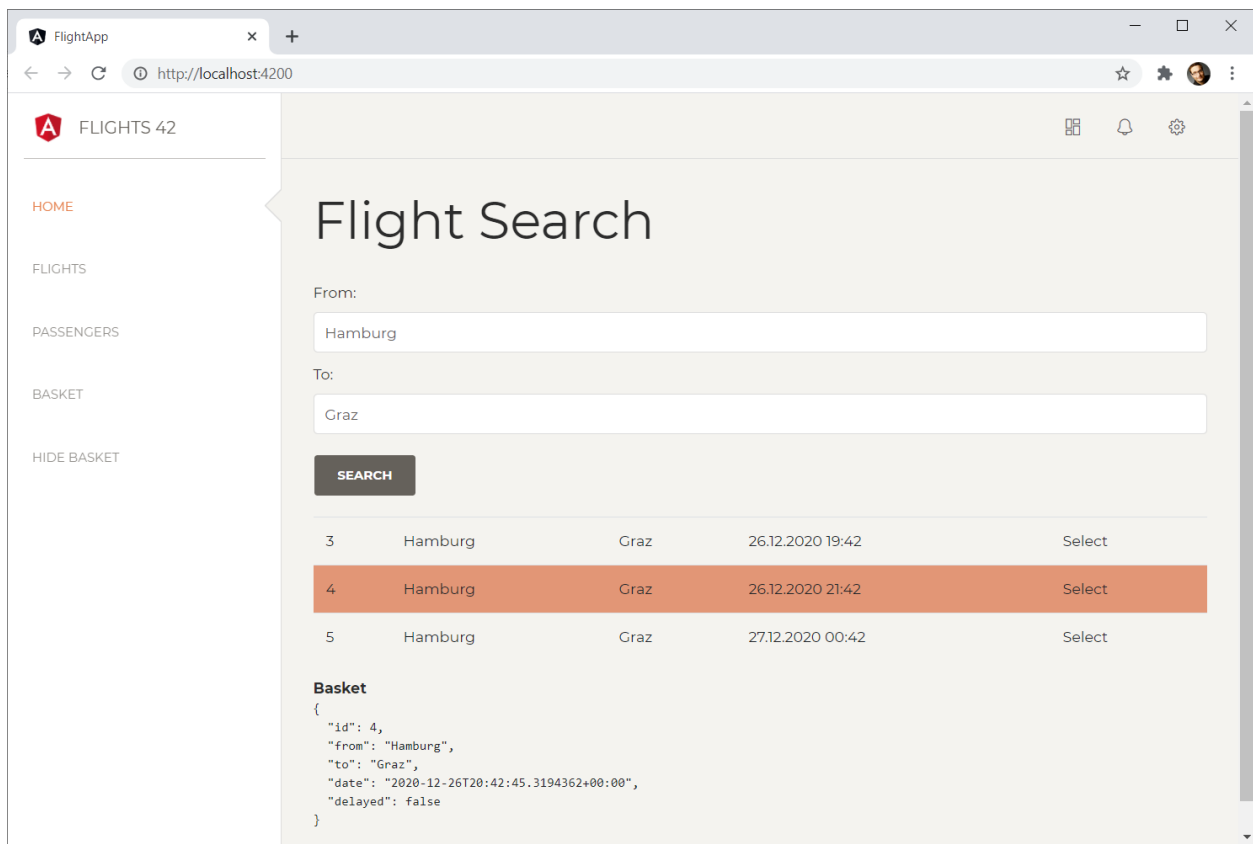 FlightApp
http://localhost:4200
FLIGHTS 42
HOME
FLIGHTS
PASSENGERS
BASKET
HIDE BASKET
Flight Search
From:
Hamburg
To:
Graz
SEARCH
3 Hamburg Graz 26.12.2020 19:42 Select
4 Hamburg Graz 26.12.2020 21:42 Select
5 Hamburg Graz 27.12.2020 00:42 Select
Basket
{
"id": 4,
"from": "Hamburg",
"to": "Graz",
"date": "2020-12-26T20:42:45.3194362+00:00",
"delayed": false
}